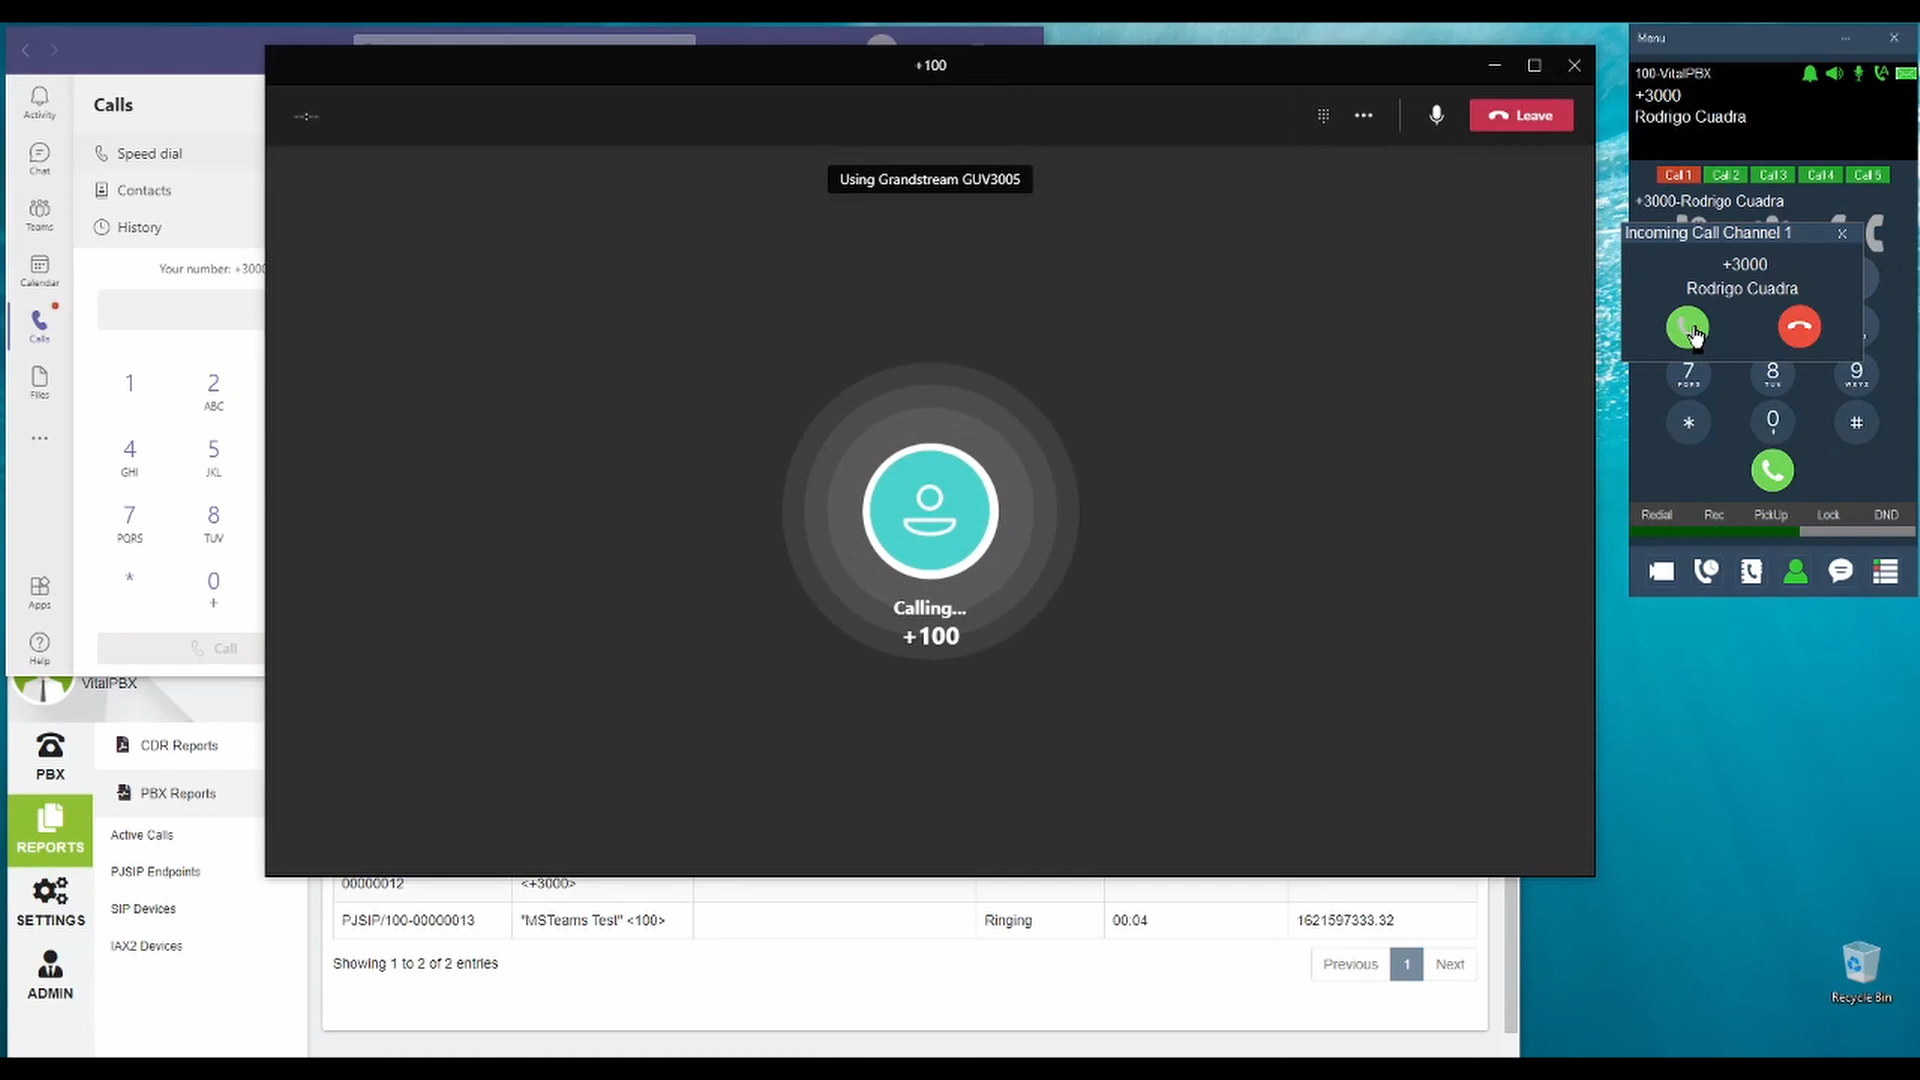 +100
--:--
Leave
Using Grandstream GUV3005
Calling...
+100
Activity
Chat
Teams
Calendar
Calls
Files
Apps
Help
Calls
Speed dial
Contacts
History
Your number: +3000
1
2
ABC
4
GHI
5
JKL
7
PQRS
8
TUV
*
0
+
Call
VitalPBX
PBX
REPORTS
SETTINGS
ADMIN
CDR Reports
PBX Reports
Active Calls
PJSIP Endpoints
SIP Devices
IAX2 Devices
00000012 <+3000>
PJSIP/100-00000013 "MSTeams Test" <100> Ringing 00:04 1621597333.32
Showing 1 to 2 of 2 entries
Previous 1 Next
Menu
100-VitalPBX
+3000
Rodrigo Cuadra
Call 1 Call 2 Call 3 Call 4 Call 5
+3000-Rodrigo Cuadra
Incoming Call Channel 1
+3000
Rodrigo Cuadra
7 8 9
PQRS TUV WXYZ
* 0 #
+
Redial Rec PickUp Lock DND
Recycle Bin